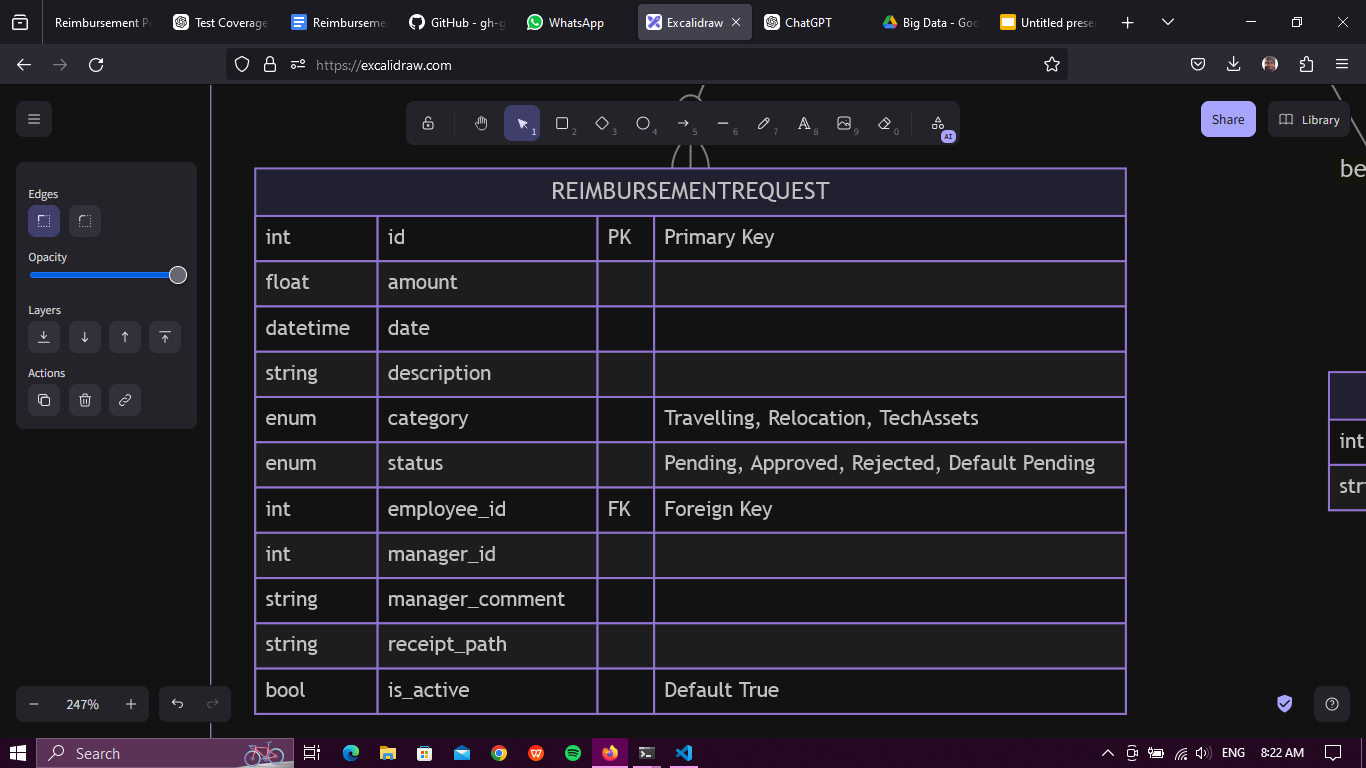 Reimbursement P
Test Coverage
Reimburseme
GitHub - gh-g
WhatsApp
Excalidraw
ChatGPT
Big Data - Goo
Untitled prese
https://excalidraw.com
1 2 3 4 5 6 7 8 9 0 AI
Share
Library
be
Edges
Opacity
Layers
Actions
REIMBURSEMENTREQUEST
int id PK Primary Key
float amount
datetime date
string description
enum category Travelling, Relocation, TechAssets
enum status Pending, Approved, Rejected, Default Pending
int employee_id FK Foreign Key
int manager_id
string manager_comment
string receipt_path
bool is_active Default True
int
stri
247%
Search
ENG
8:22 AM